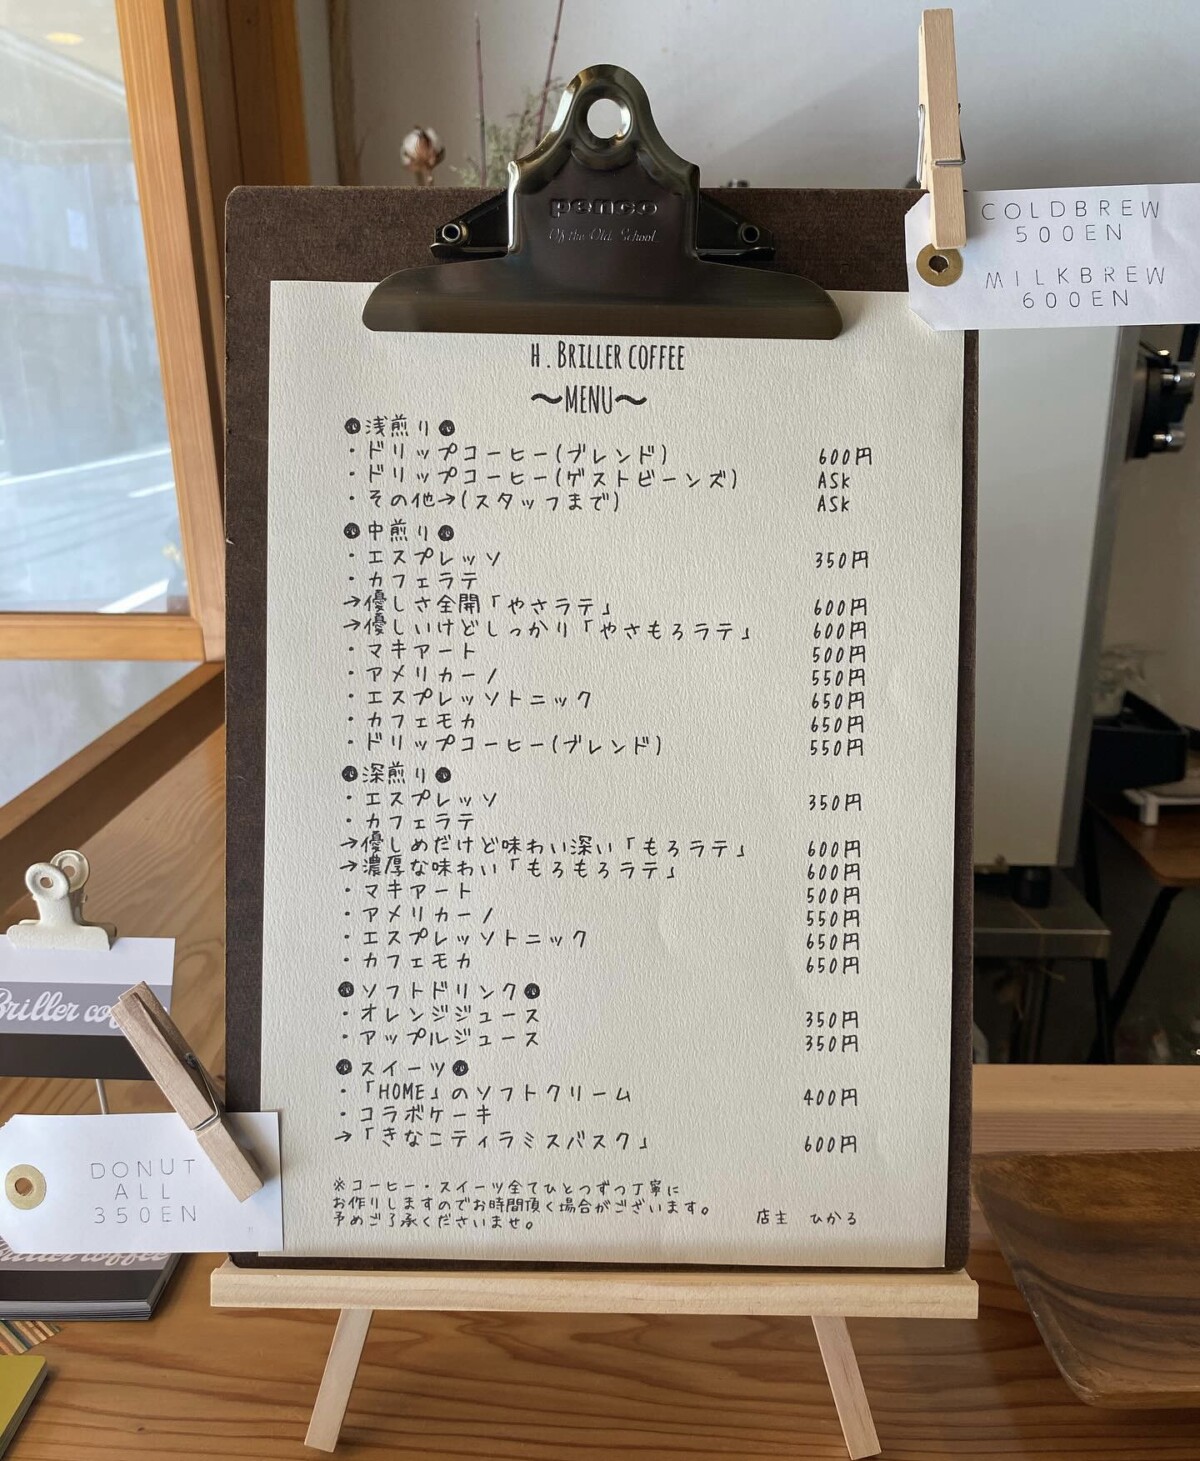 penco
Of the Old School
COLDBREW
500EN
MILKBREW
600EN
H. BRILLER COFFEE
〜MENU〜
●浅煎り●
・ドリップコーヒー(ブレンド) 600円
・ドリップコーヒー(ゲストビーンズ) ASK
・その他→(スタッフまで) ASK
●中煎り●
・エスプレッソ 350円
・カフェラテ
→優しさ全開「やさラテ」 600円
→優しいけどしっかり「やさもろラテ」 600円
・マキアート 500円
・アメリカーノ 550円
・エスプレッソトニック 650円
・カフェモカ 650円
・ドリップコーヒー(ブレンド) 550円
●深煎り●
・エスプレッソ 350円
・カフェラテ
→優しめだけど味わい深い「もろラテ」 600円
→濃厚な味わい「もろもろラテ」 600円
・マキアート 500円
・アメリカーノ 550円
・エスプレッソトニック 650円
・カフェモカ 650円
●ソフトドリンク●
・オレンジジュース 350円
・アップルジュース 350円
●スイーツ●
・「HOME」のソフトクリーム 400円
・コラボケーキ
→「きなこティラミスバスク」 600円
※コーヒー・スイーツ全てひとつずつ丁寧に
お作りしますのでお時間頂く場合がございます。
予めご了承くださいませ。 店主 ひかる
Briller co
DONUT
ALL
350EN
Briller coffee